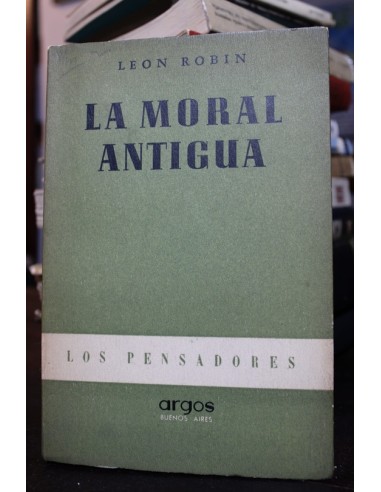 LEON ROBIN
LA MORAL
ANTIGUA
LOS PENSADORES
argos
BUENOS AIRES